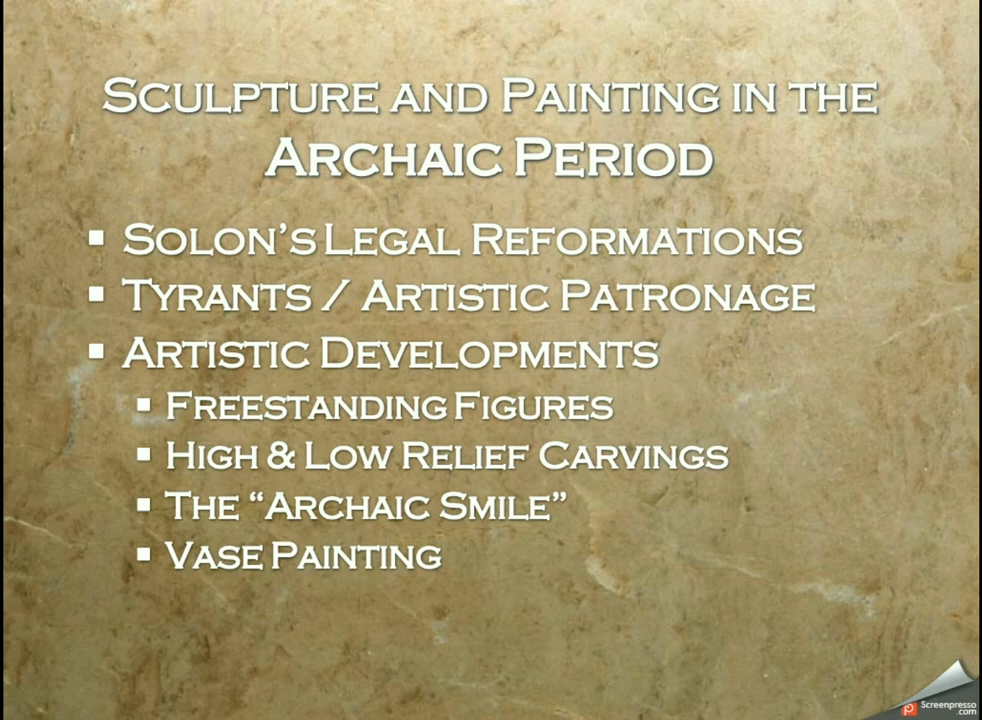 Sculpture and Painting in the
Archaic Period
▪ Solon's Legal Reformations
▪ Tyrants / Artistic Patronage
▪ Artistic Developments
▪ Freestanding Figures
▪ High & Low Relief Carvings
▪ The “Archaic Smile”
▪ Vase Painting
Screenpresso
.com